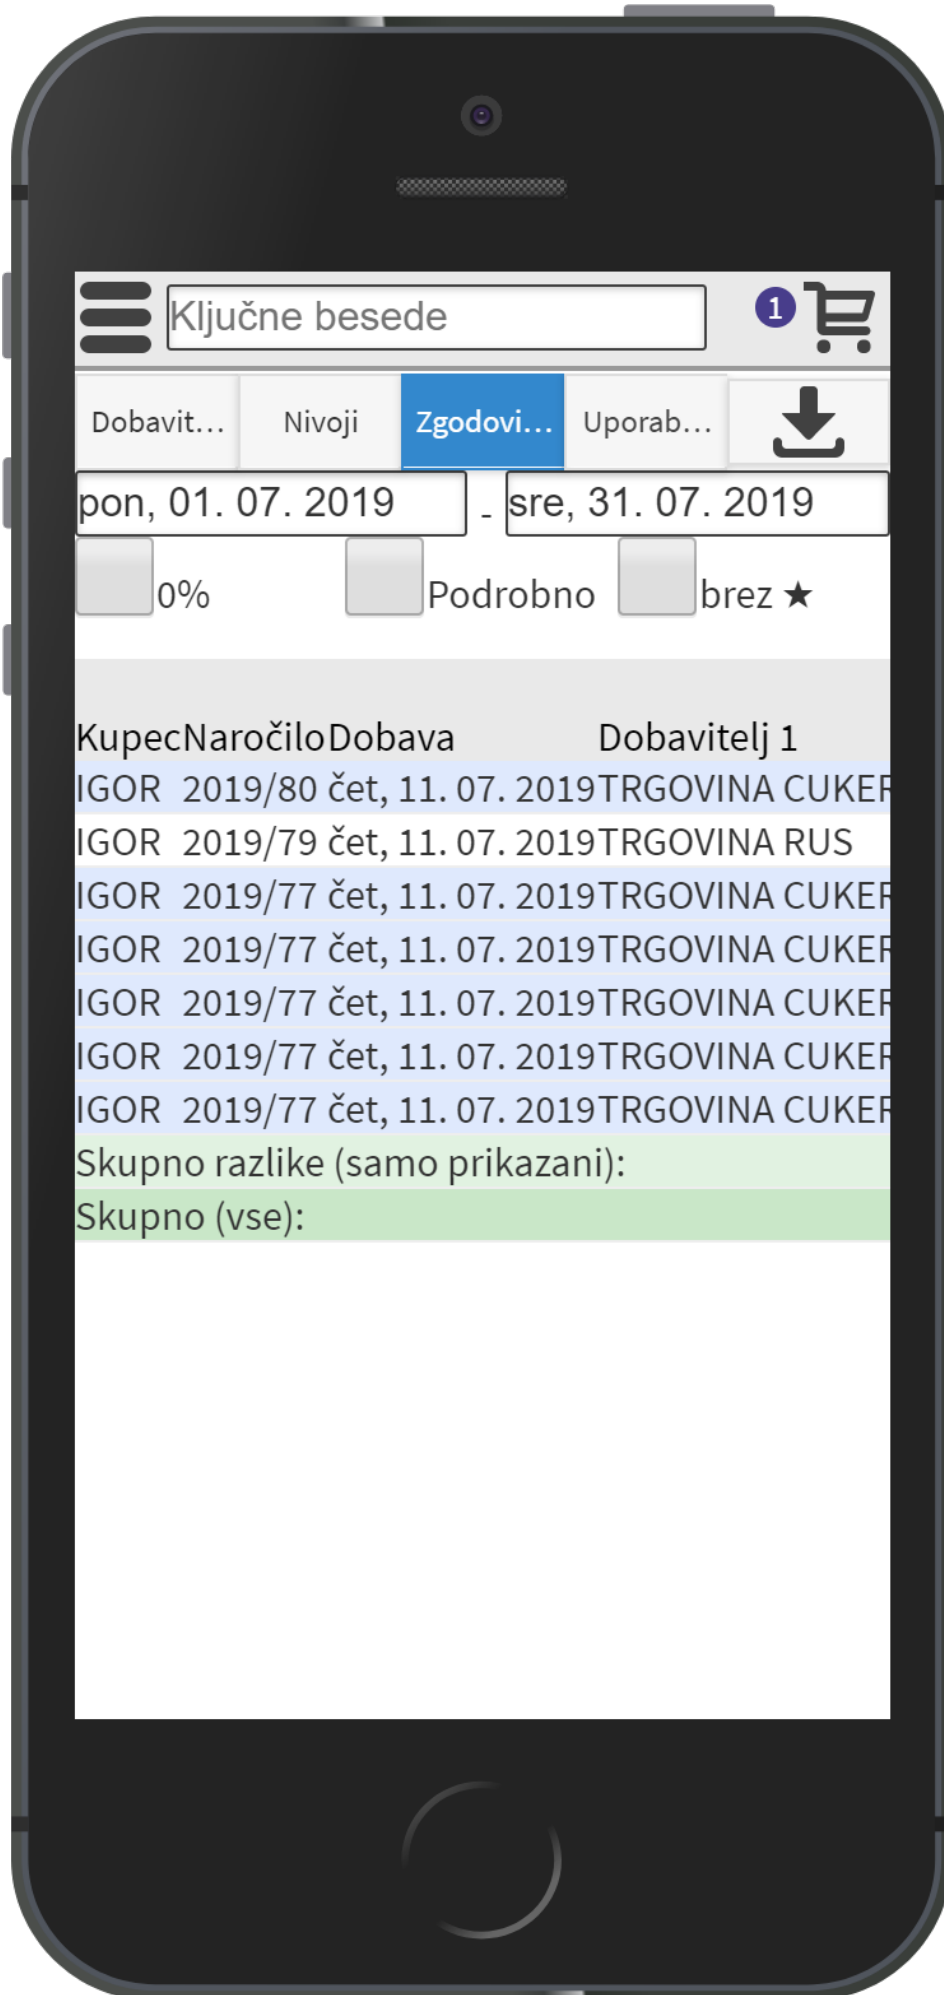 Ključne besede 1
Dobavit... Nivoji Zgodovi... Uporab...
pon, 01. 07. 2019 - sre, 31. 07. 2019
0% Podrobno brez ★
Kupec Naročilo Dobava Dobavitelj 1
IGOR 2019/80 čet, 11. 07. 2019 TRGOVINA CUKER
IGOR 2019/79 čet, 11. 07. 2019 TRGOVINA RUS
IGOR 2019/77 čet, 11. 07. 2019 TRGOVINA CUKER
IGOR 2019/77 čet, 11. 07. 2019 TRGOVINA CUKER
IGOR 2019/77 čet, 11. 07. 2019 TRGOVINA CUKER
IGOR 2019/77 čet, 11. 07. 2019 TRGOVINA CUKER
IGOR 2019/77 čet, 11. 07. 2019 TRGOVINA CUKER
Skupno razlike (samo prikazani):
Skupno (vse):